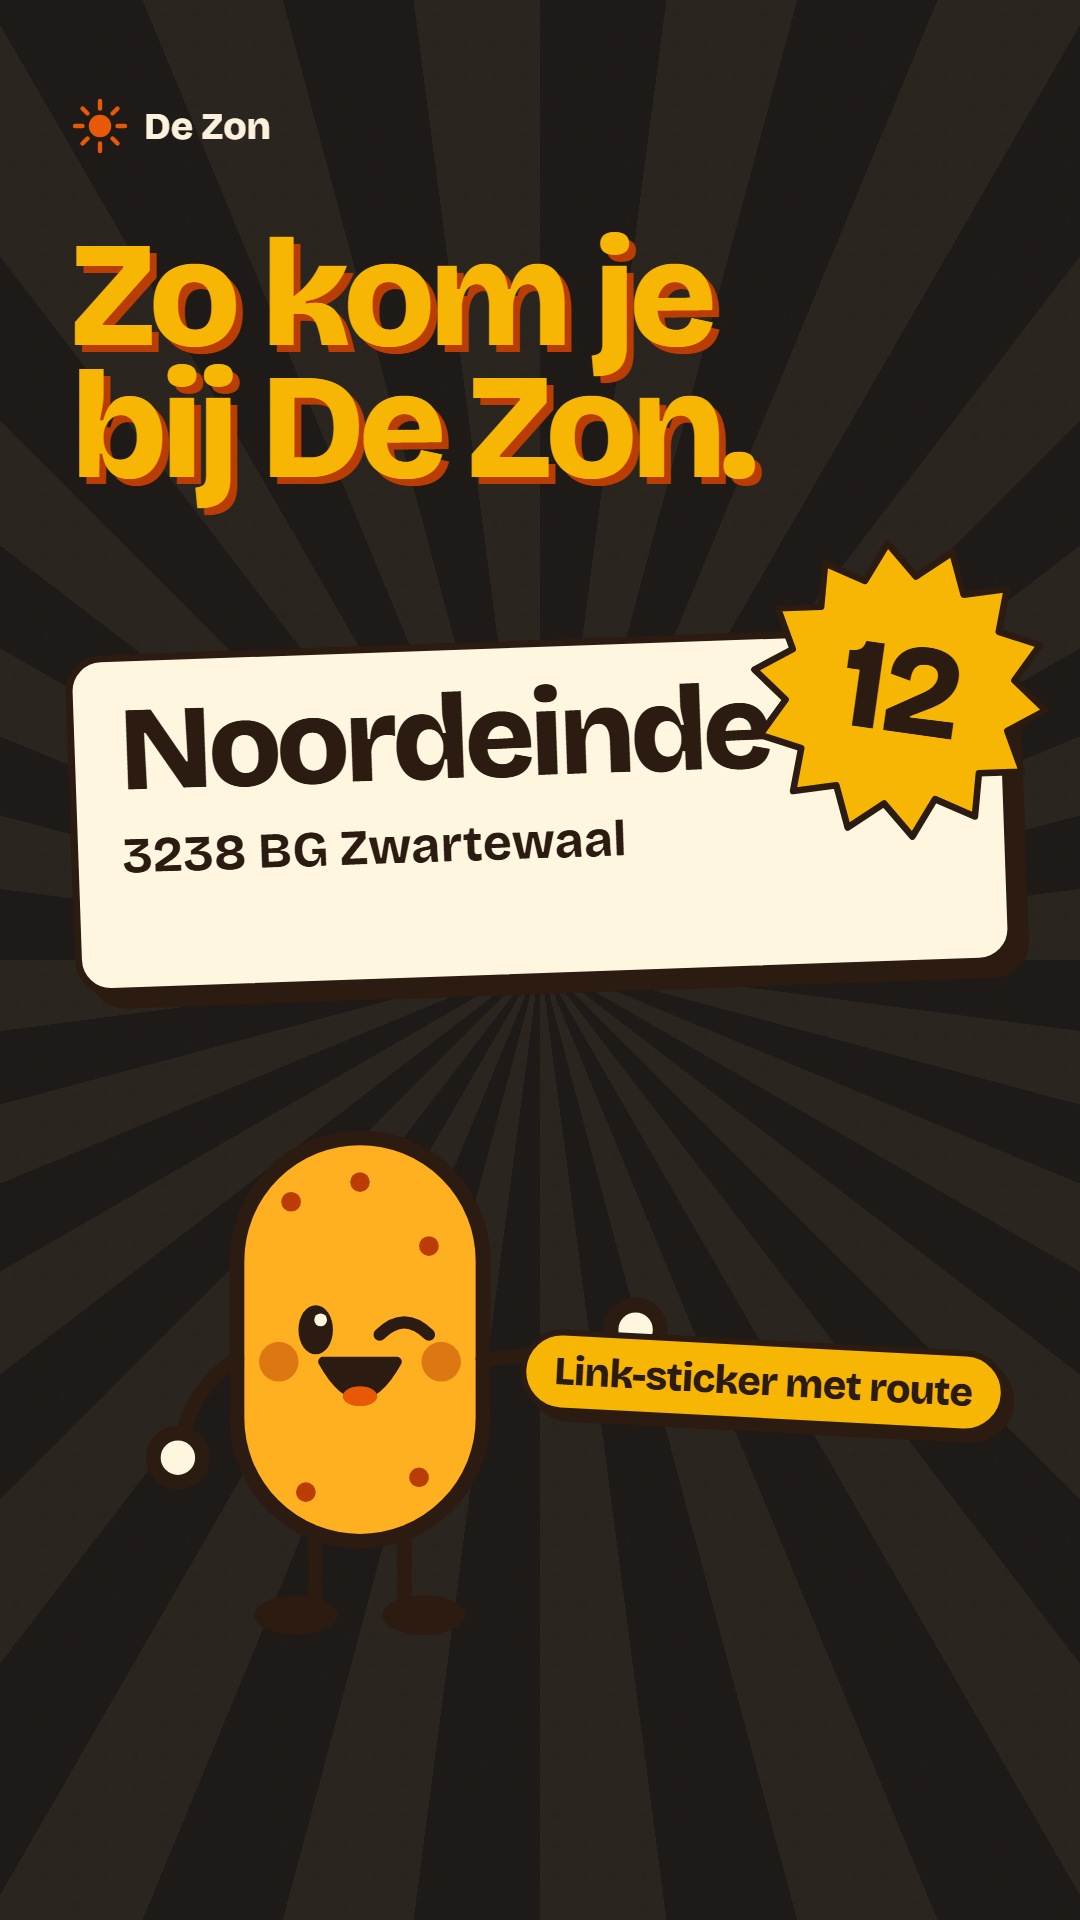 De Zon
Zo kom je
bij De Zon.
Noordeinde
12
3238 BG Zwartewaal
Link-sticker met route